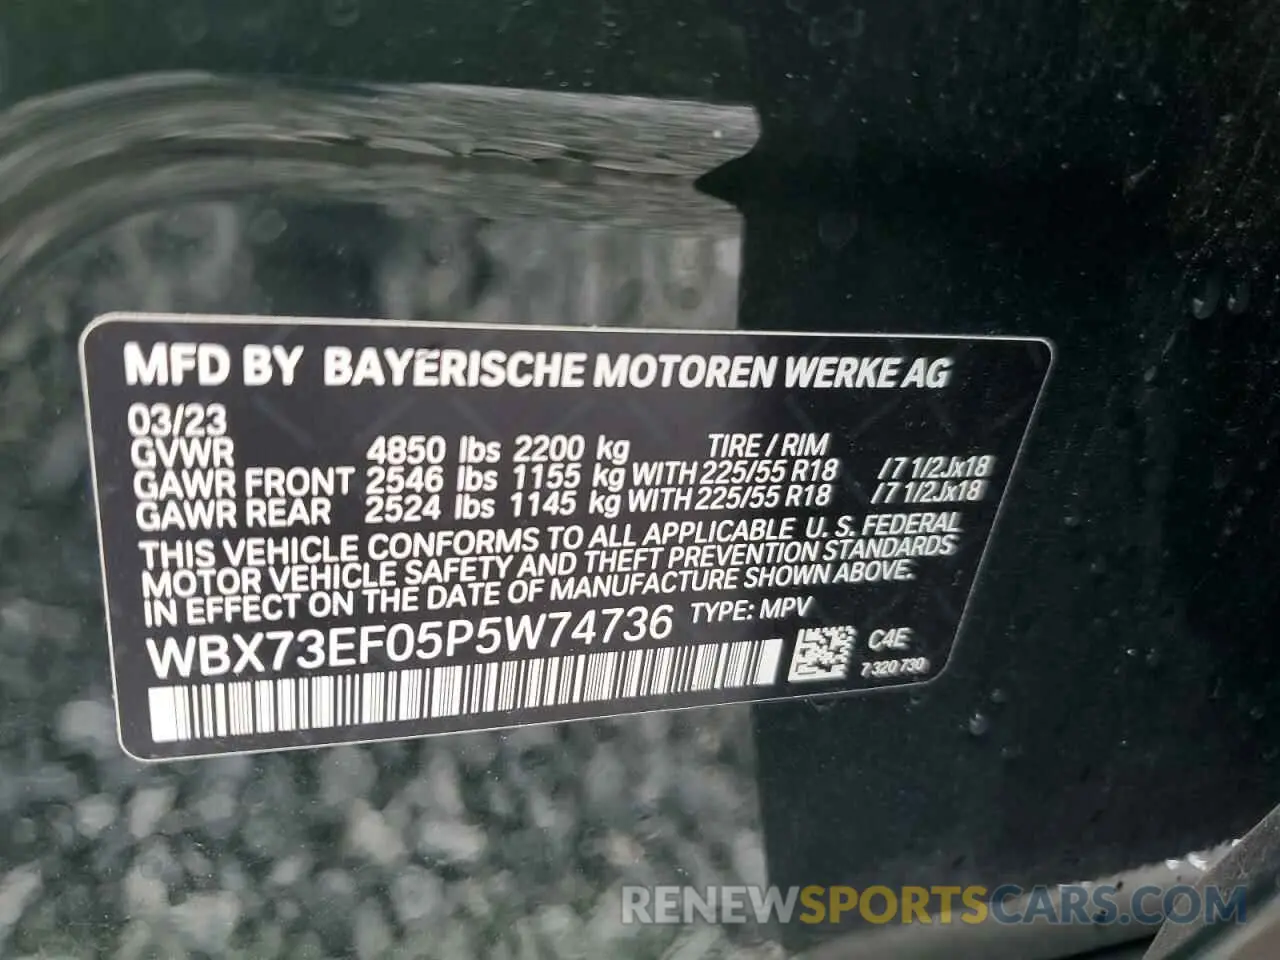 MFD BY BAYERISCHE MOTOREN WERKE AG
03/23
GVWR 4850 lbs 2200 kg TIRE / RIM
GAWR FRONT 2546 lbs 1155 kg WITH 225/55 R18 /7 1/2Jx18
GAWR REAR 2524 lbs 1145 kg WITH 225/55 R18 /7 1/2Jx18
THIS VEHICLE CONFORMS TO ALL APPLICABLE U. S. FEDERAL
MOTOR VEHICLE SAFETY AND THEFT PREVENTION STANDARDS
IN EFFECT ON THE DATE OF MANUFACTURE SHOWN ABOVE.
WBX73EF05P5W74736 TYPE: MPV
C4E
7 320 730
RENEWSPORTSCARS.COM